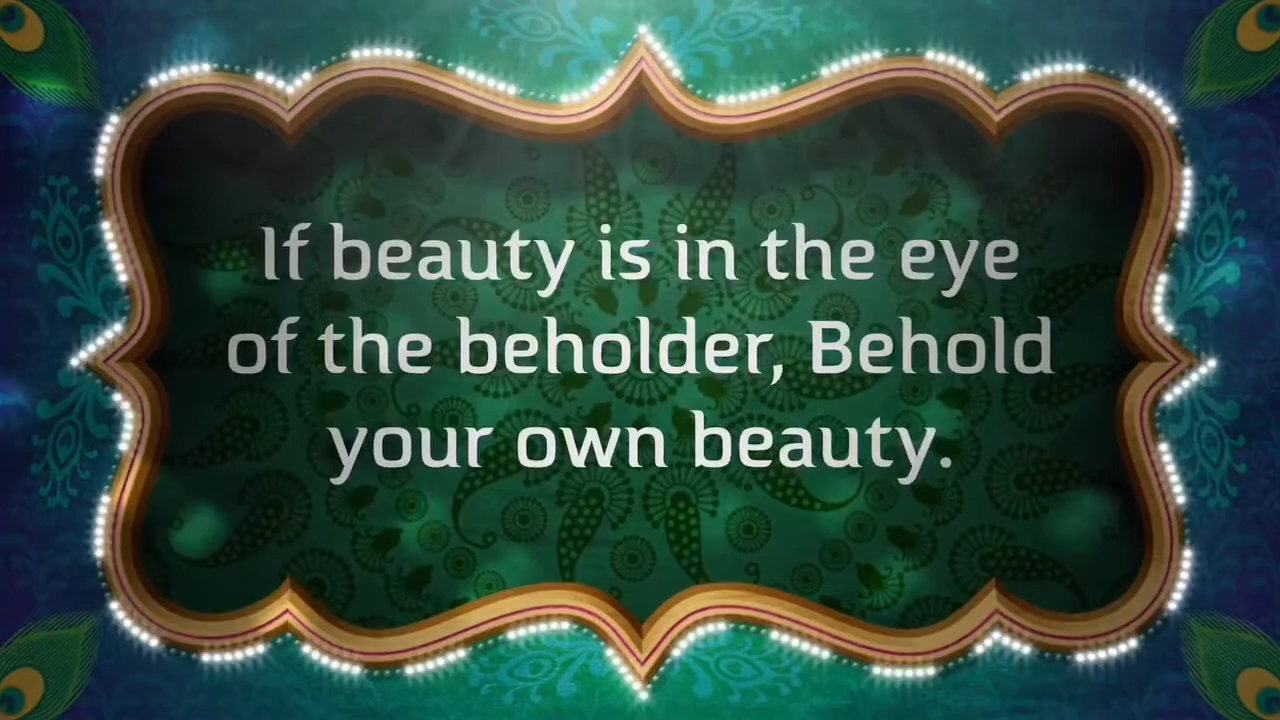 If beauty is in the eye
of the beholder, Behold
your own beauty.